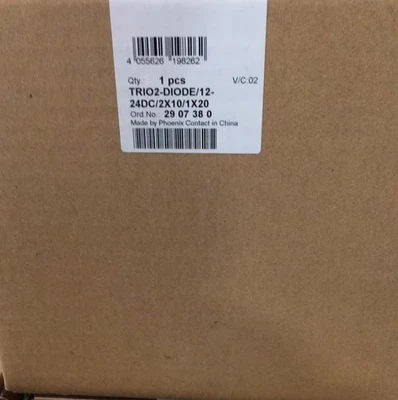 4 055626 198262
Qty.: 1 pcs V/C.02
TRIO2-DIODE/12-
24DC/2X10/1X20
Ord No.: 29 07 38 0
Made by Phoenix Contact in China